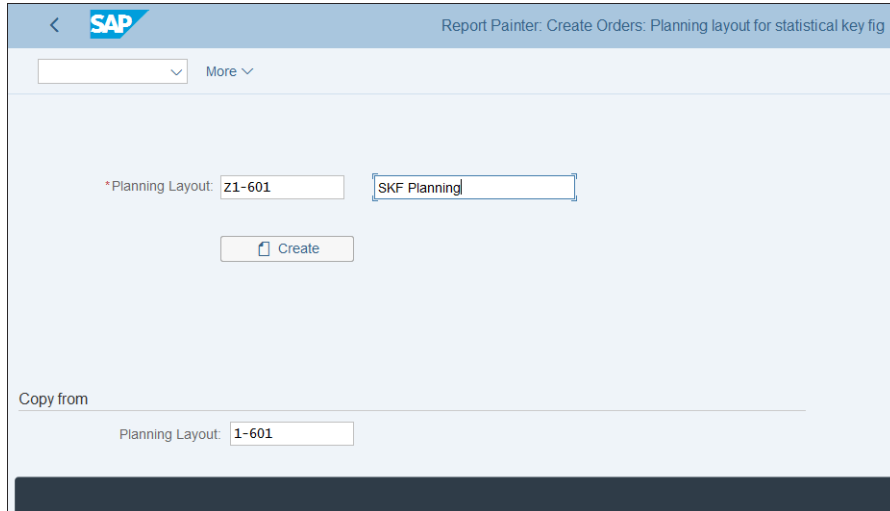 SAP Report Painter: Create Orders: Planning layout for statistical key fig
More
*Planning Layout: Z1-601 SKF Planning
Create
Copy from
Planning Layout: 1-601